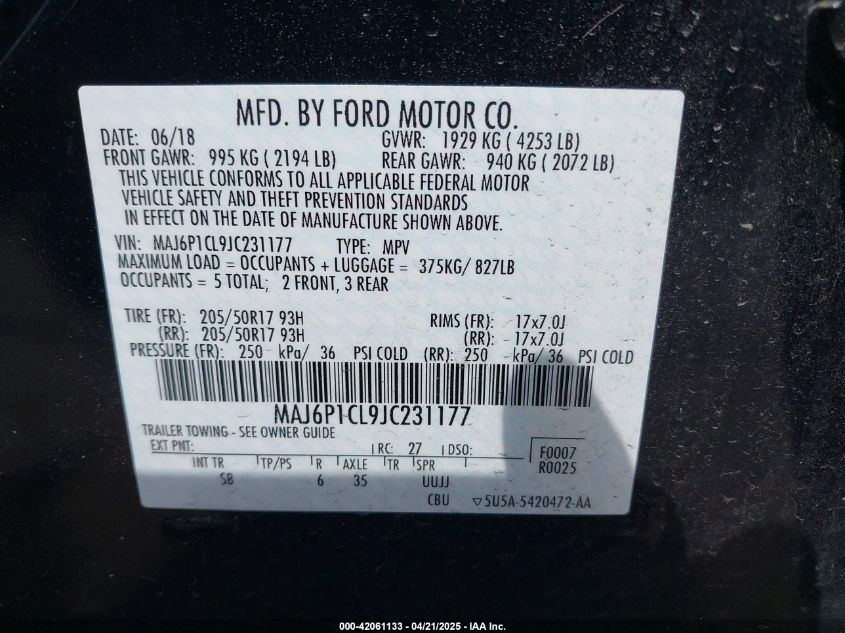 MFD. BY FORD MOTOR CO.
DATE: 06/18 GVWR: 1929 KG ( 4253 LB)
FRONT GAWR: 995 KG ( 2194 LB) REAR GAWR: 940 KG ( 2072 LB)
THIS VEHICLE CONFORMS TO ALL APPLICABLE FEDERAL MOTOR
VEHICLE SAFETY AND THEFT PREVENTION STANDARDS
IN EFFECT ON THE DATE OF MANUFACTURE SHOWN ABOVE.
VIN: MAJ6P1CL9JC231177 TYPE: MPV
MAXIMUM LOAD = OCCUPANTS + LUGGAGE = 375KG/ 827LB
OCCUPANTS = 5 TOTAL; 2 FRONT, 3 REAR
TIRE (FR): 205/50R17 93H RIMS (FR): 17x7.0J
(RR): 205/50R17 93H (RR): 17x7.0J
PRESSURE (FR): 250 kPa/ 36 PSI COLD (RR): 250 kPa/ 36 PSI COLD
MAJ6P1CL9JC231177
TRAILER TOWING - SEE OWNER GUIDE
EXT PNT: RC: 27 DSO: F0007
R0025
INT TR TP/PS R AXLE TR SPR
SB 6 35 UUJJ
CBU ▽5U5A-5420472-AA
000-42061133 - 04/21/2025 - IAA Inc.